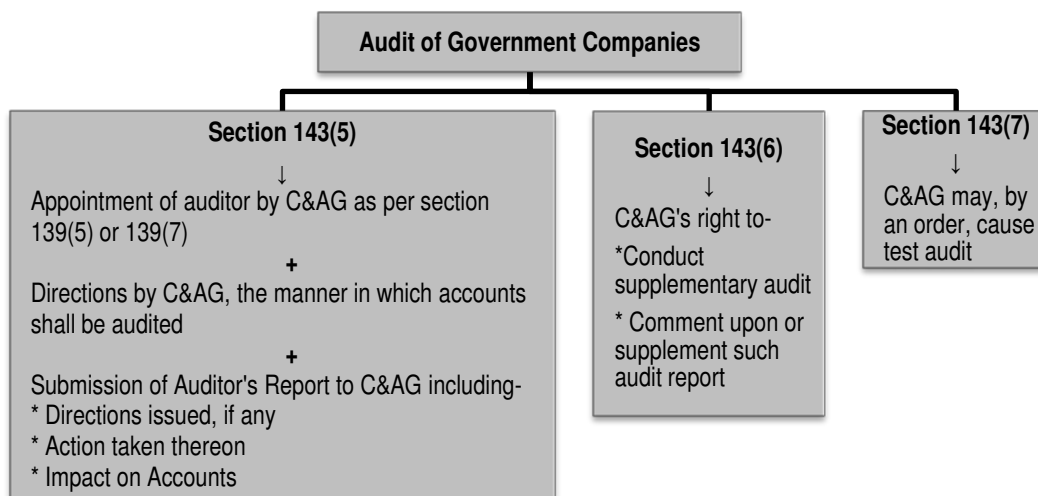 Audit of Government Companies
Section 143(5)
↓
Appointment of auditor by C&AG as per section
139(5) or 139(7)
+
Directions by C&AG, the manner in which accounts
shall be audited
+
Submission of Auditor's Report to C&AG including-
* Directions issued, if any
* Action taken thereon
* Impact on Accounts
Section 143(6)
↓
C&AG's right to-
*Conduct
supplementary audit
* Comment upon or
supplement such
audit report
Section 143(7)
↓
C&AG may, by
an order, cause
test audit